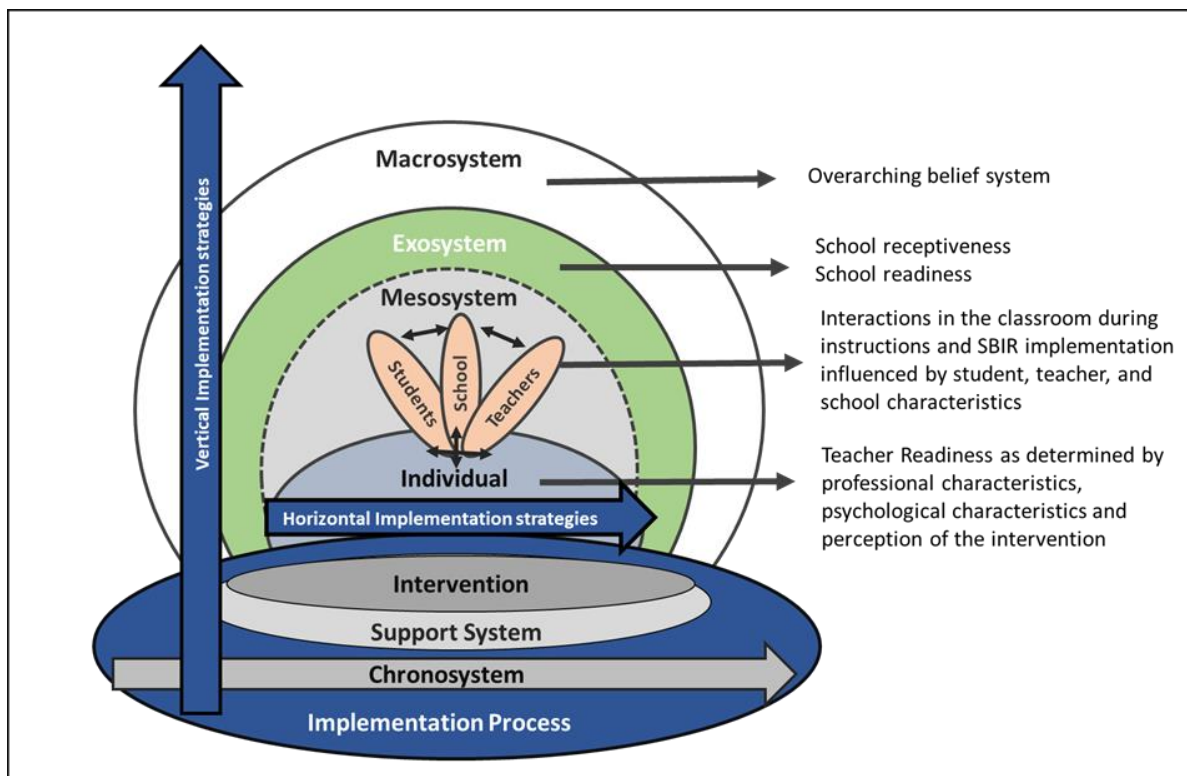 Macrosystem
Overarching belief system
Exosystem
School receptiveness
School readiness
Mesosystem
Students
School
Teachers
Interactions in the classroom during
instructions and SBIR implementation
influenced by student, teacher, and
school characteristics
Individual
Teacher Readiness as determined by
professional characteristics,
psychological characteristics and
perception of the intervention
Vertical Implementation strategies
Horizontal Implementation strategies
Intervention
Support System
Chronosystem
Implementation Process